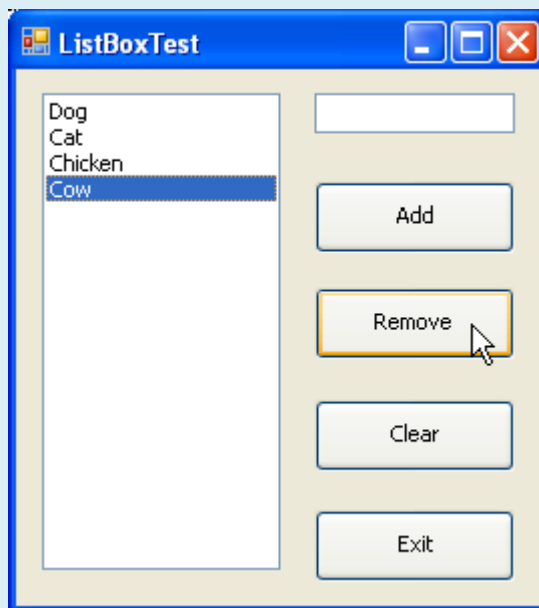 ListBoxTest
Dog
Cat
Chicken
Cow
Add
Remove
Clear
Exit